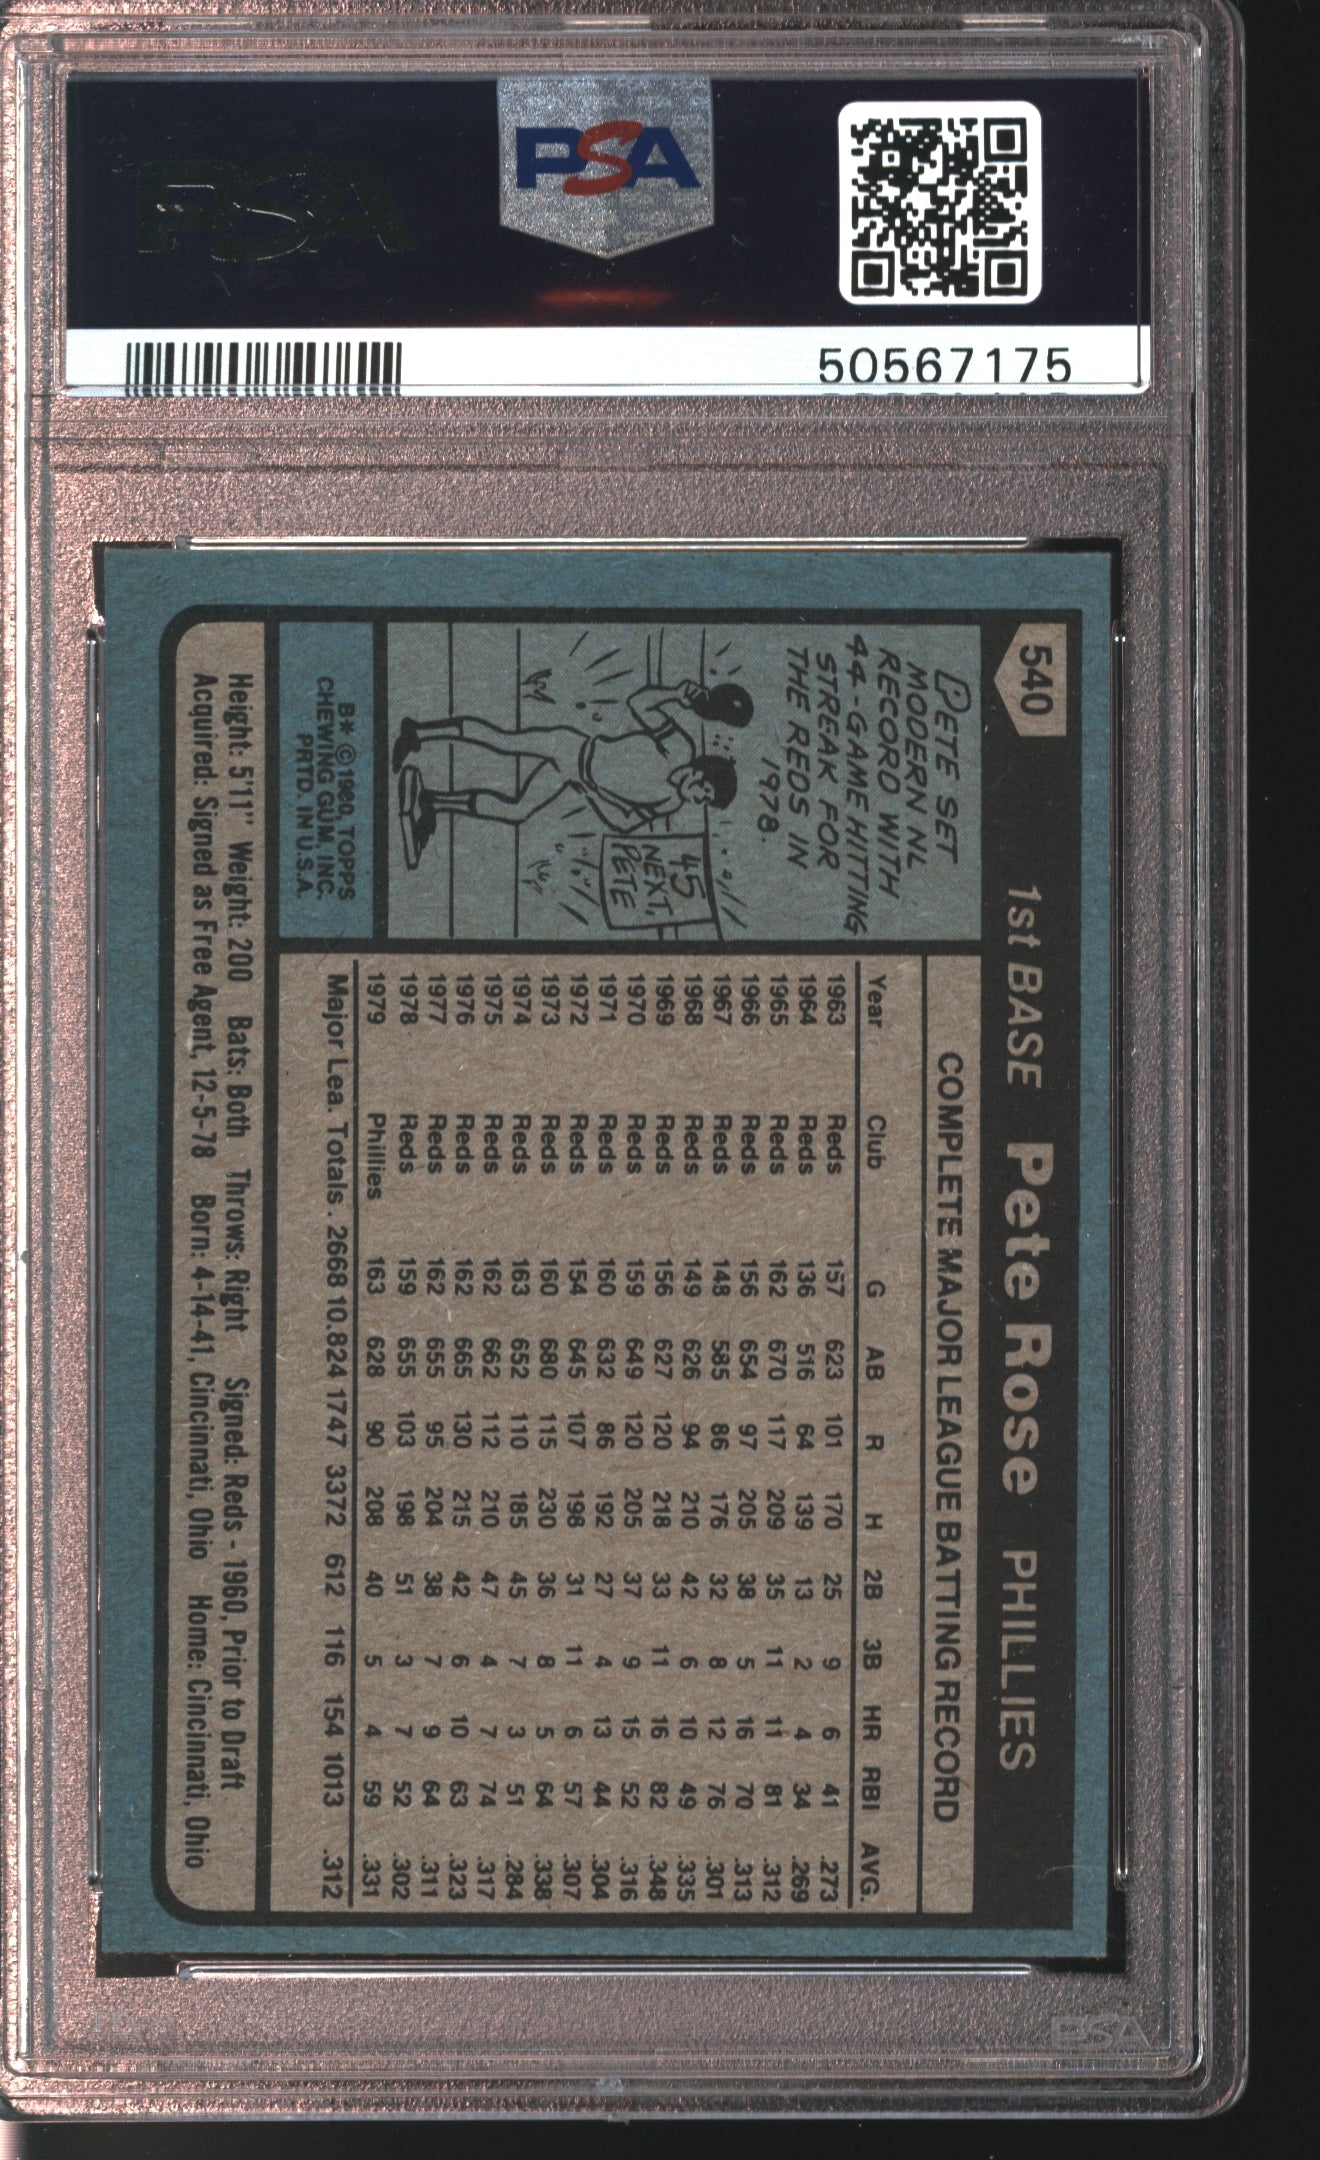 PSA
PSA
50567175
540
1st BASE Pete Rose PHILLIES
PETE SET
MODERN NL
RECORD WITH
44-GAME HITTING
STREAK FOR
THE REDS IN
1978.
45
NEXT,
PETE
B* © 1980, TOPPS
CHEWING GUM, INC.
PRTD. IN U.S.A.
COMPLETE MAJOR LEAGUE BATTING RECORD
Year Club G AB R H 2B 3B HR RBI AVG.
1963 Reds 157 623 101 170 25 9 6 41 .273
1964 Reds 136 516 64 139 13 2 4 34 .269
1965 Reds 162 670 117 209 35 11 11 81 .312
1966 Reds 156 654 97 205 38 5 16 70 .313
1967 Reds 148 585 86 176 32 8 12 76 .301
1968 Reds 149 626 94 210 42 6 10 49 .335
1969 Reds 156 627 120 218 33 11 16 82 .348
1970 Reds 159 649 120 205 37 9 15 52 .316
1971 Reds 160 632 86 192 27 4 13 44 .304
1972 Reds 154 645 107 198 31 11 6 57 .307
1973 Reds 160 680 115 230 36 8 5 64 .338
1974 Reds 163 652 110 185 45 7 3 51 .284
1975 Reds 162 662 112 210 47 4 7 74 .317
1976 Reds 162 665 130 215 42 6 10 63 .323
1977 Reds 162 655 95 204 38 7 9 64 .311
1978 Reds 159 655 103 198 51 3 7 52 .302
1979 Phillies 163 628 90 208 40 5 4 59 .331
Major Lea. Totals . 2668 10.824 1747 3372 612 116 154 1013 .312
Height: 5'11" Weight: 200 Bats: Both Throws: Right Signed: Reds - 1960, Prior to Draft
Acquired: Signed as Free Agent, 12-5-78 Born: 4-14-41, Cincinnati, Ohio Home: Cincinnati, Ohio
PSA